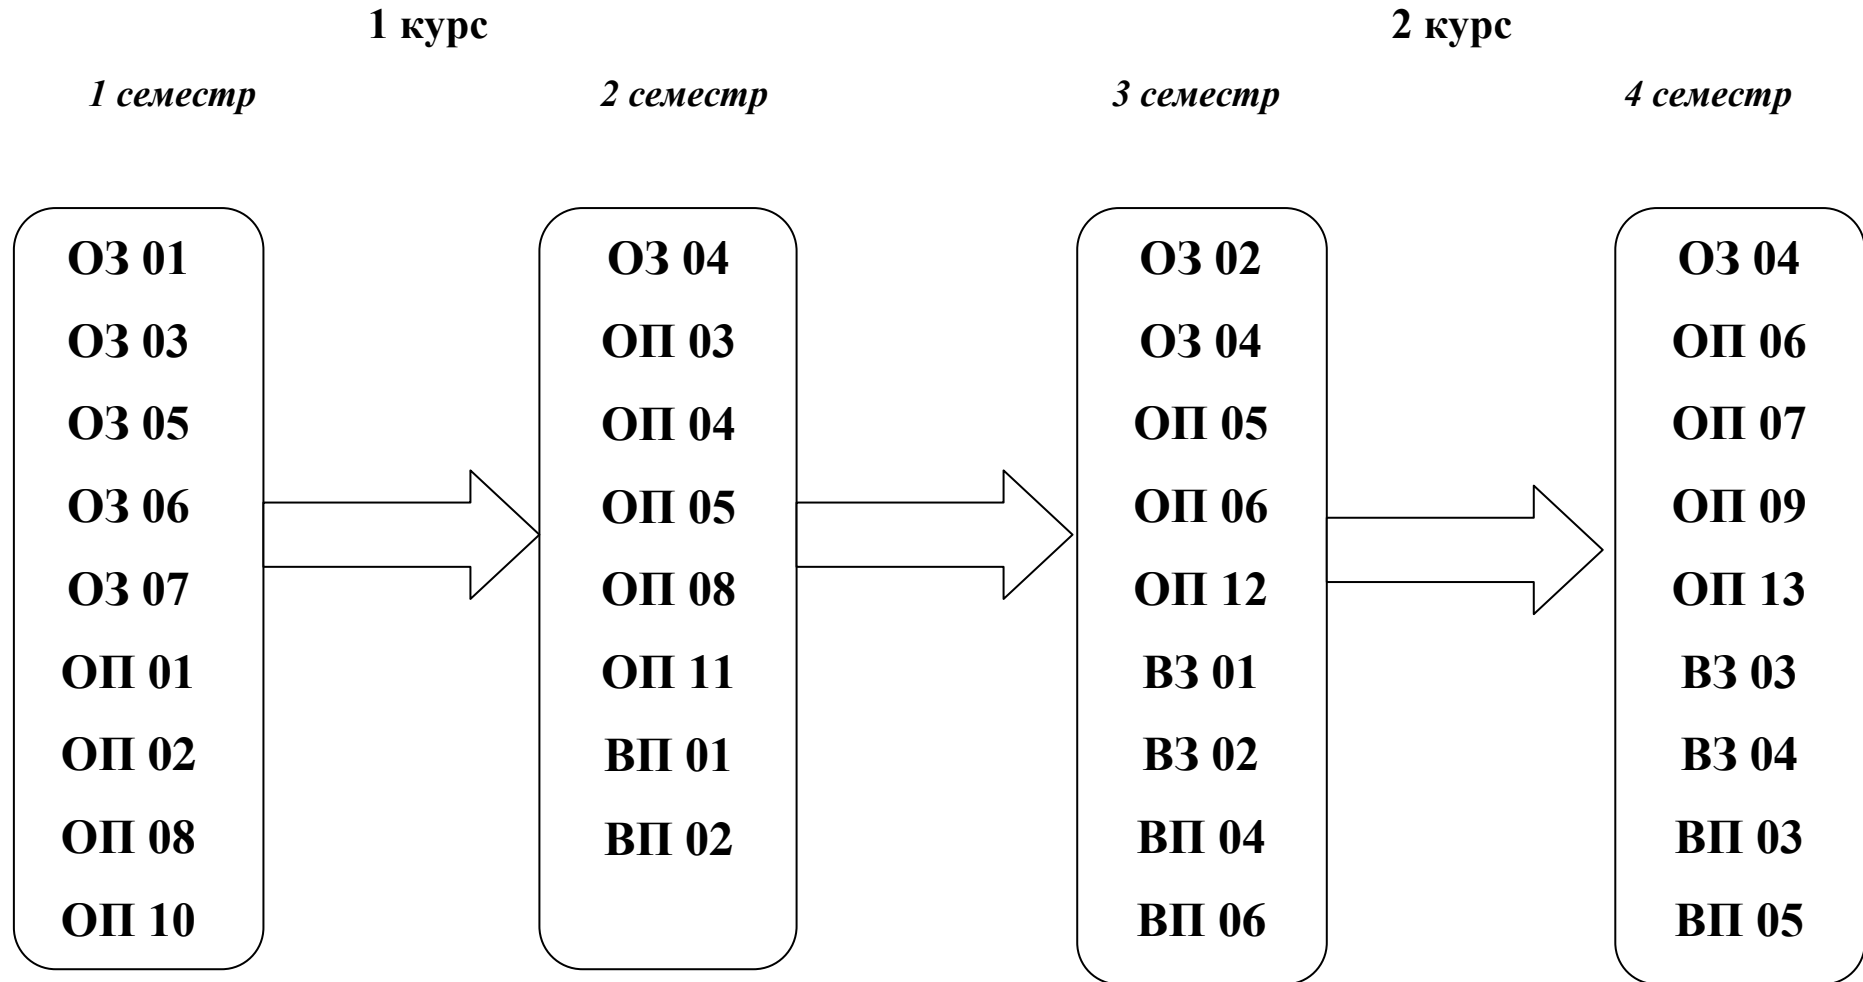 1 курс
2 курс
1 семестр
2 семестр
3 семестр
4 семестр
ОЗ 01
ОЗ 03
ОЗ 05
ОЗ 06
ОЗ 07
ОП 01
ОП 02
ОП 08
ОП 10
ОЗ 04
ОП 03
ОП 04
ОП 05
ОП 08
ОП 11
ВП 01
ВП 02
ОЗ 02
ОЗ 04
ОП 05
ОП 06
ОП 12
ВЗ 01
ВЗ 02
ВП 04
ВП 06
ОЗ 04
ОП 06
ОП 07
ОП 09
ОП 13
ВЗ 03
ВЗ 04
ВП 03
ВП 05